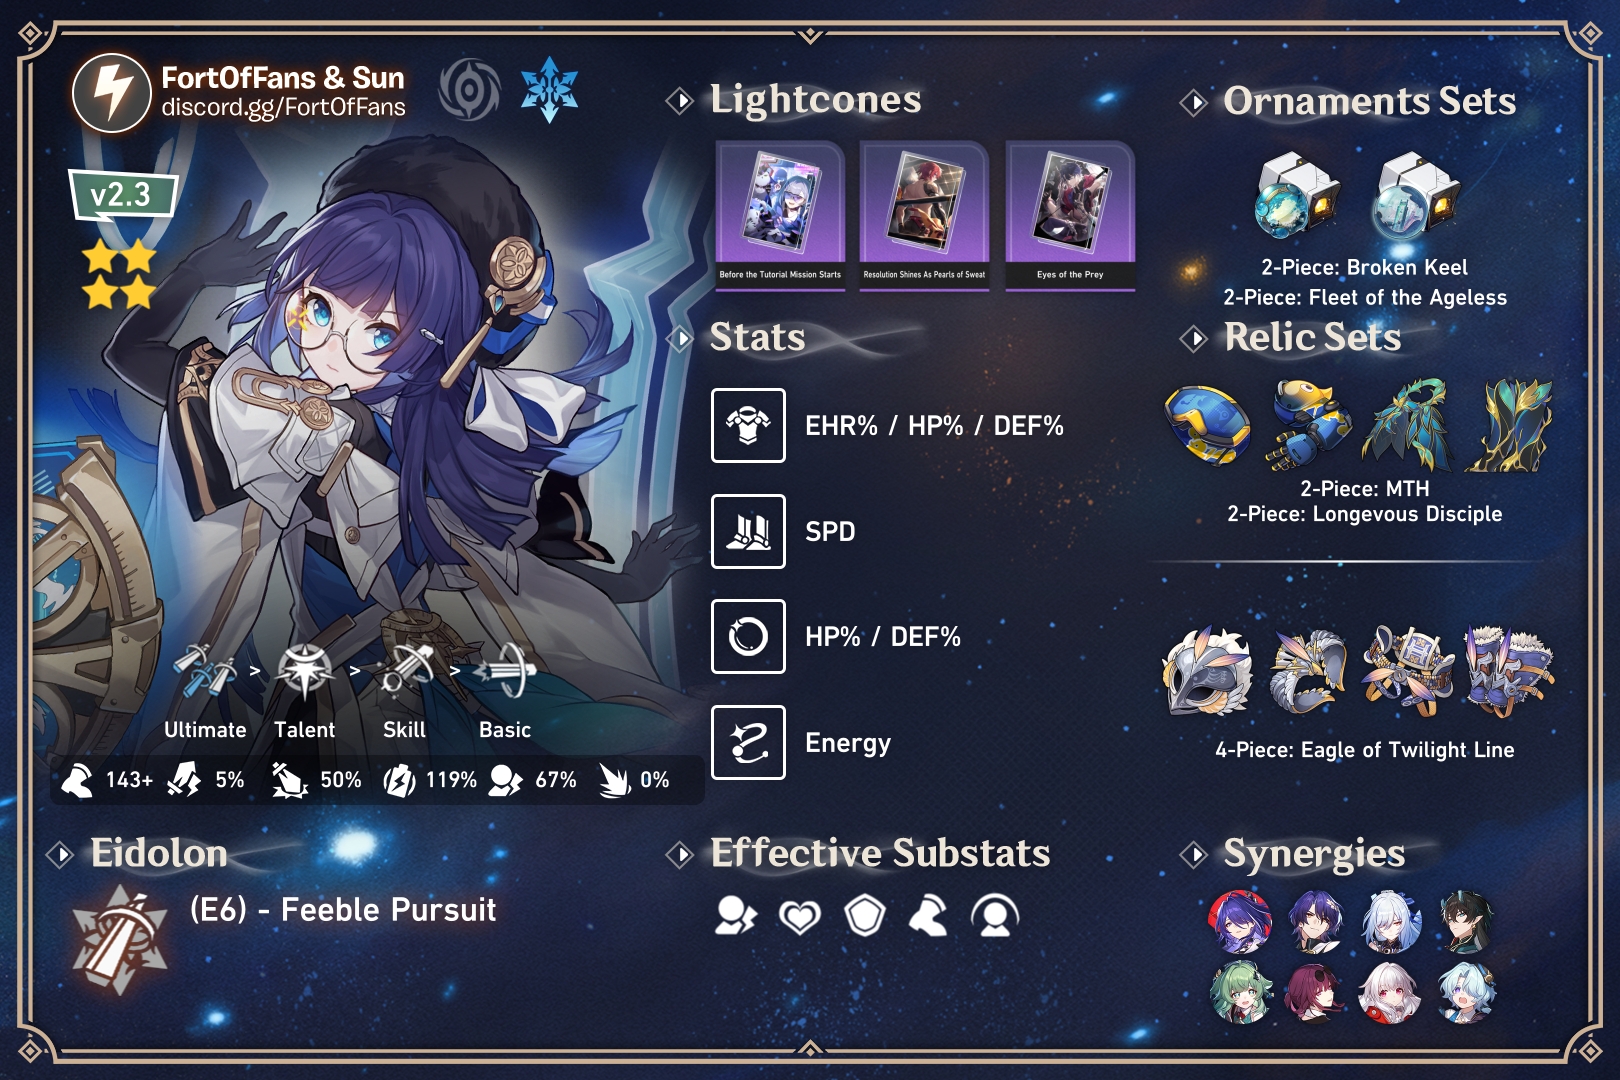 FortOfFans & Sun
discord.gg/FortOfFans
v2.3
Ultimate > Talent > Skill > Basic
143+ 5% 50% 119% 67% 0%
Eidolon
(E6) - Feeble Pursuit
Lightcones
Before the Tutorial Mission Starts
Resolution Shines As Pearls of Sweat
Eyes of the Prey
Stats
EHR% / HP% / DEF%
SPD
HP% / DEF%
Energy
Effective Substats
Ornaments Sets
2-Piece: Broken Keel
2-Piece: Fleet of the Ageless
Relic Sets
2-Piece: MTH
2-Piece: Longevous Disciple
4-Piece: Eagle of Twilight Line
Synergies